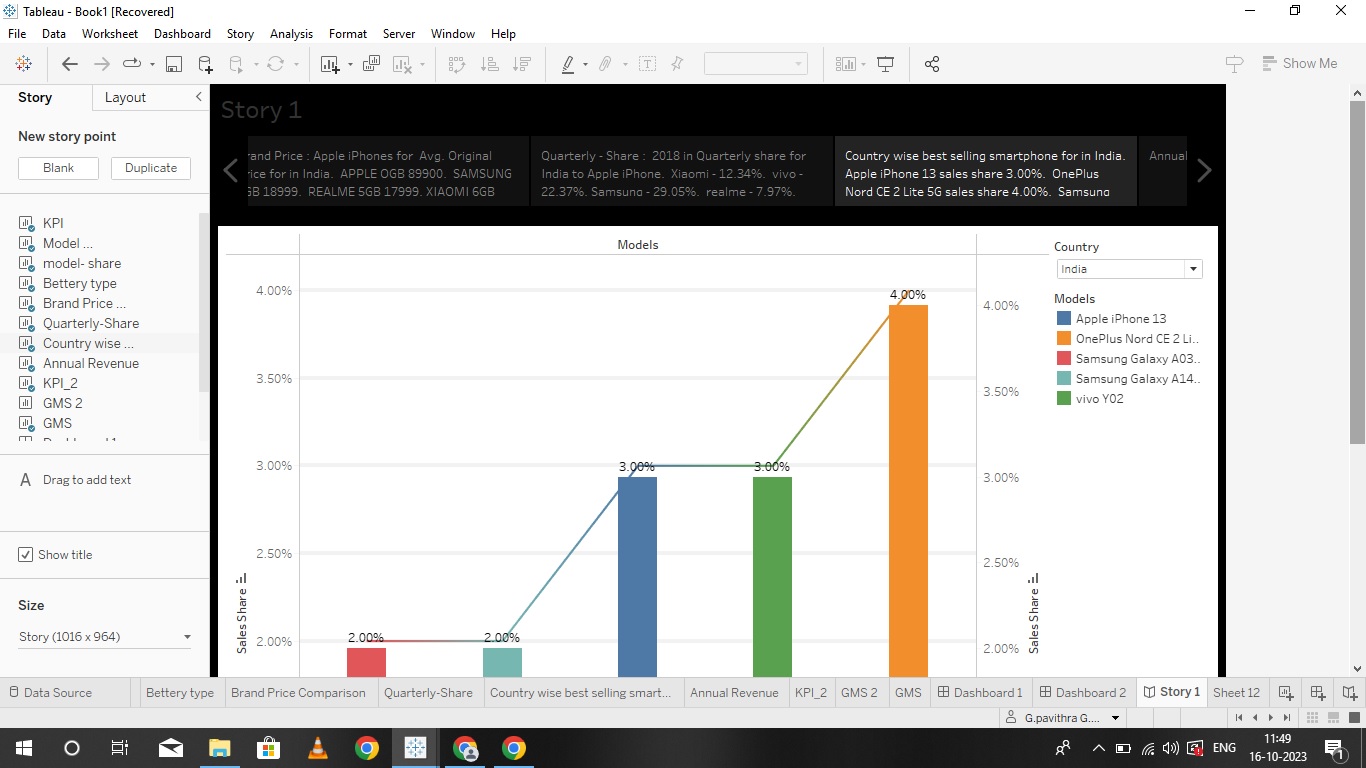 Tableau - Book1 [Recovered]
File Data Worksheet Dashboard Story Analysis Format Server Window Help
Show Me
Story Layout
New story point
Blank Duplicate
KPI
Model ...
model- share
Bettery type
Brand Price ...
Quarterly-Share
Country wise ...
Annual Revenue
KPI_2
GMS 2
GMS
A Drag to add text
Show title
Size
Story (1016 x 964)
Story 1
rand Price : Apple iPhones for Avg. Original
rice for in India. APPLE OGB 89900. SAMSUNG
GB 18999. REALME 5GB 17999. XIAOMI 6GB
Quarterly - Share : 2018 in Quarterly share for
India to Apple iPhone. Xiaomi - 12.34%. vivo -
22.37%. Samsung - 29.05%. realme - 7.97%.
Country wise best selling smartphone for in India.
Apple iPhone 13 sales share 3.00%. OnePlus
Nord CE 2 Lite 5G sales share 4.00%. Samsung
Annual
Models
4.00%
3.50%
3.00%
2.50%
2.00%
Sales Share
2.00%
2.00%
3.00%
3.00%
4.00%
4.00%
3.50%
3.00%
2.50%
2.00%
Sales Share
Country
India
Models
Apple iPhone 13
OnePlus Nord CE 2 Li..
Samsung Galaxy A03..
Samsung Galaxy A14..
vivo Y02
Data Source Bettery type Brand Price Comparison Quarterly-Share Country wise best selling smart... Annual Revenue KPI_2 GMS 2 GMS Dashboard 1 Dashboard 2 Story 1 Sheet 12
G.pavithra G....
ENG
11:49
16-10-2023
1